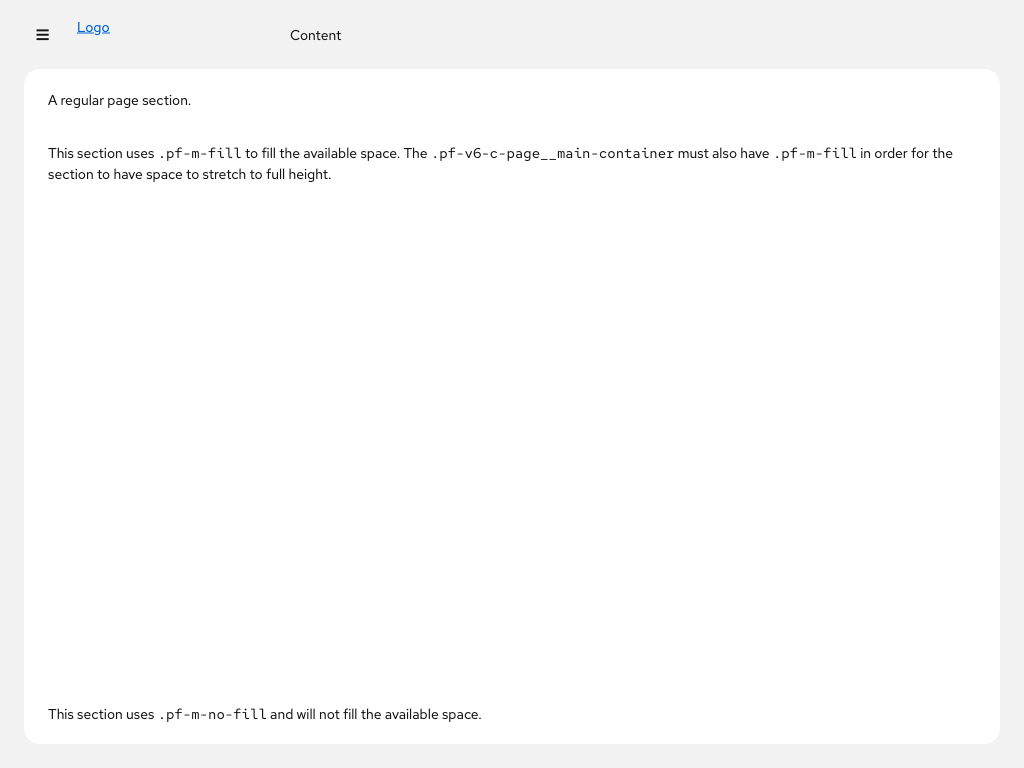 Logo
Content
A regular page section.
This section uses .pf-m-fill to fill the available space. The .pf-v6-c-page__main-container must also have .pf-m-fill in order for the
section to have space to stretch to full height.
This section uses .pf-m-no-fill and will not fill the available space.